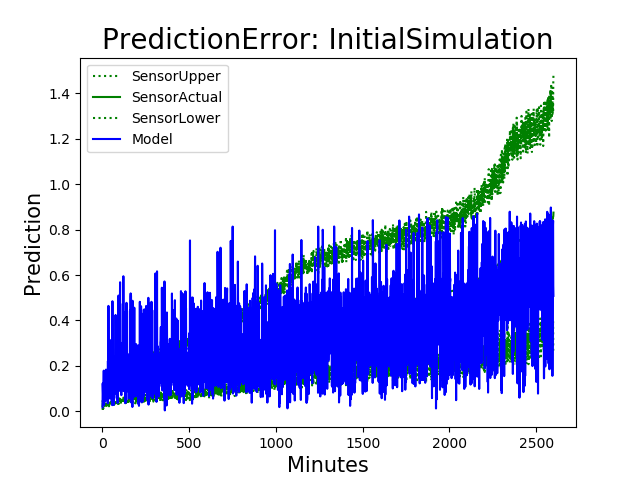 PredictionError: InitialSimulation
SensorUpper
SensorActual
SensorLower
Model
Prediction
1.4
1.2
1.0
0.8
0.6
0.4
0.2
0.0
0
500
1000
1500
2000
2500
Minutes